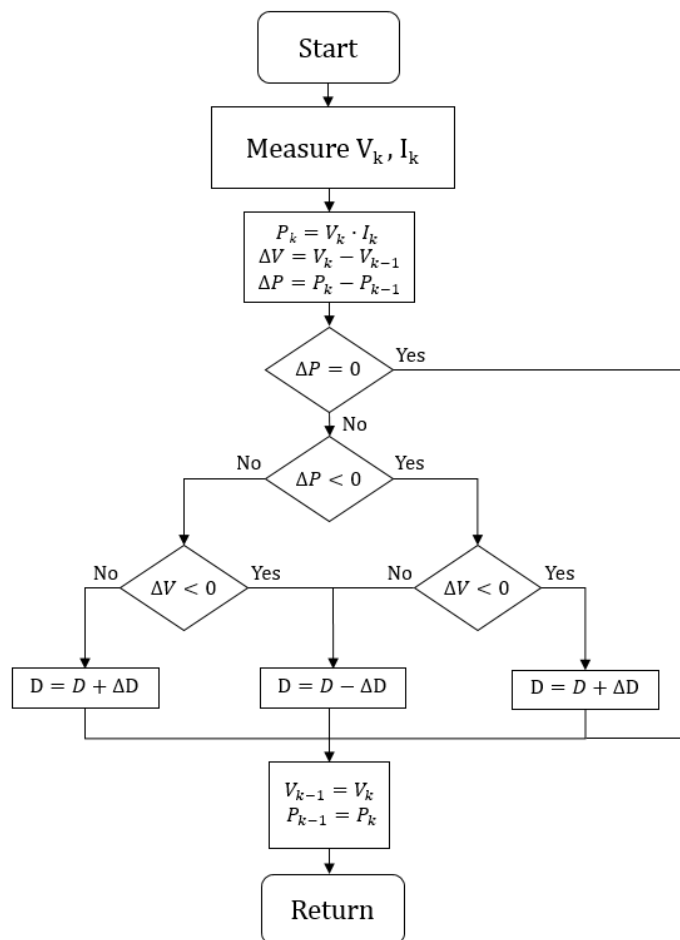 Start
Measure V_k , I_k
P_k = V_k · I_k
ΔV = V_k − V_{k−1}
ΔP = P_k − P_{k−1}
ΔP = 0
Yes
No
ΔP < 0
No
Yes
ΔV < 0
No
Yes
ΔV < 0
No
Yes
D = D + ΔD
D = D − ΔD
D = D + ΔD
V_{k−1} = V_k
P_{k−1} = P_k
Return